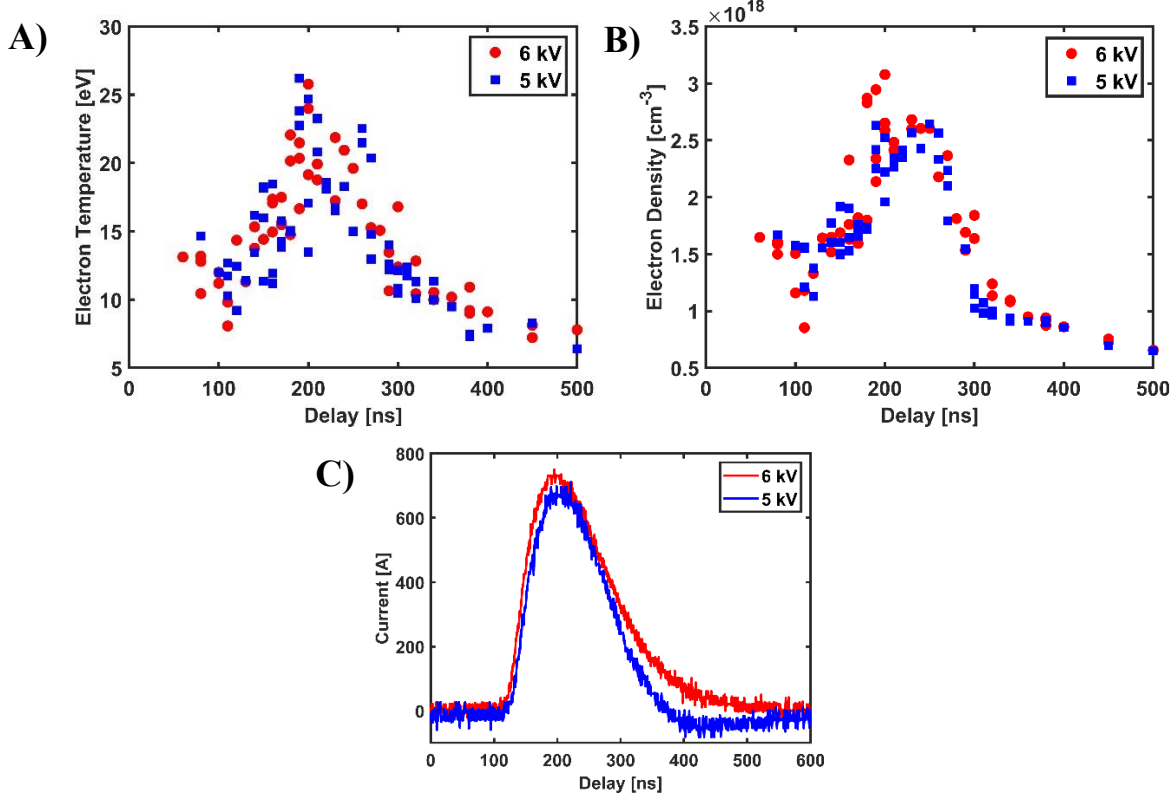 A)
Electron Temperature [eV]
30
25
20
15
10
5
0 100 200 300 400 500
Delay [ns]
6 kV
5 kV
B)
×10^18
Electron Density [cm^-3]
3.5
3
2.5
2
1.5
1
0.5
0 100 200 300 400 500
Delay [ns]
6 kV
5 kV
C)
Current [A]
800
600
400
200
0
0 100 200 300 400 500 600
Delay [ns]
6 kV
5 kV